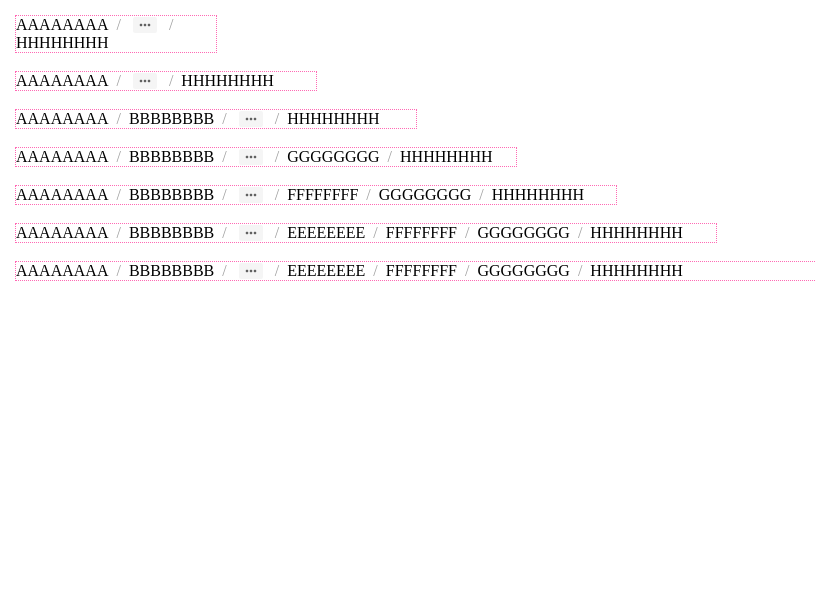 AAAAAAAA / ••• /
HHHHHHHH
AAAAAAAA / ••• / HHHHHHHH
AAAAAAAA / BBBBBBBB / ••• / HHHHHHHH
AAAAAAAA / BBBBBBBB / ••• / GGGGGGGG / HHHHHHHH
AAAAAAAA / BBBBBBBB / ••• / FFFFFFFF / GGGGGGGG / HHHHHHHH
AAAAAAAA / BBBBBBBB / ••• / EEEEEEEE / FFFFFFFF / GGGGGGGG / HHHHHHHH
AAAAAAAA / BBBBBBBB / ••• / EEEEEEEE / FFFFFFFF / GGGGGGGG / HHHHHHHH